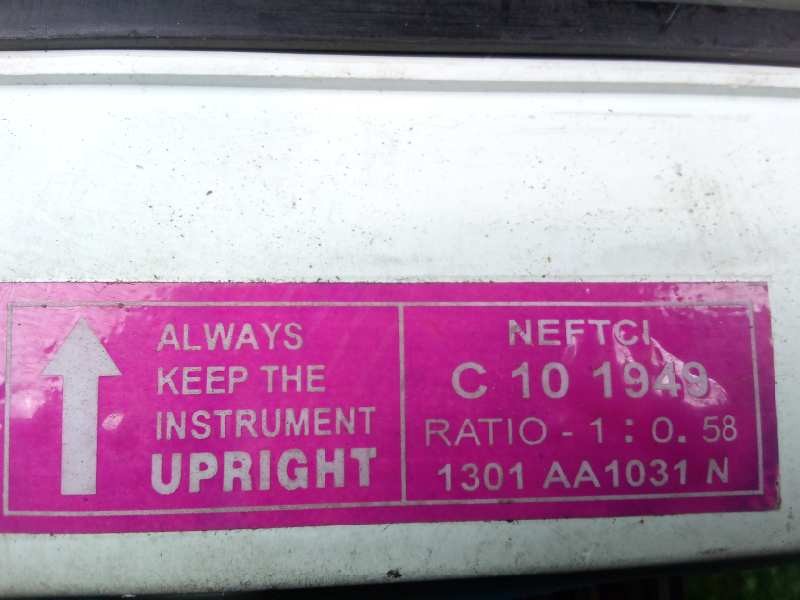 ALWAYS
KEEP THE
INSTRUMENT
UPRIGHT
NEFTCI
C 10 1949
RATIO - 1 : 0. 58
1301 AA1031 N